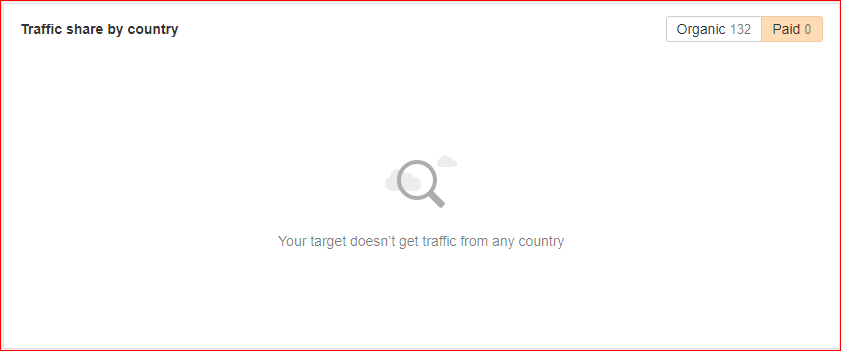 Traffic share by country
Organic 132 Paid 0
Your target doesn't get traffic from any country